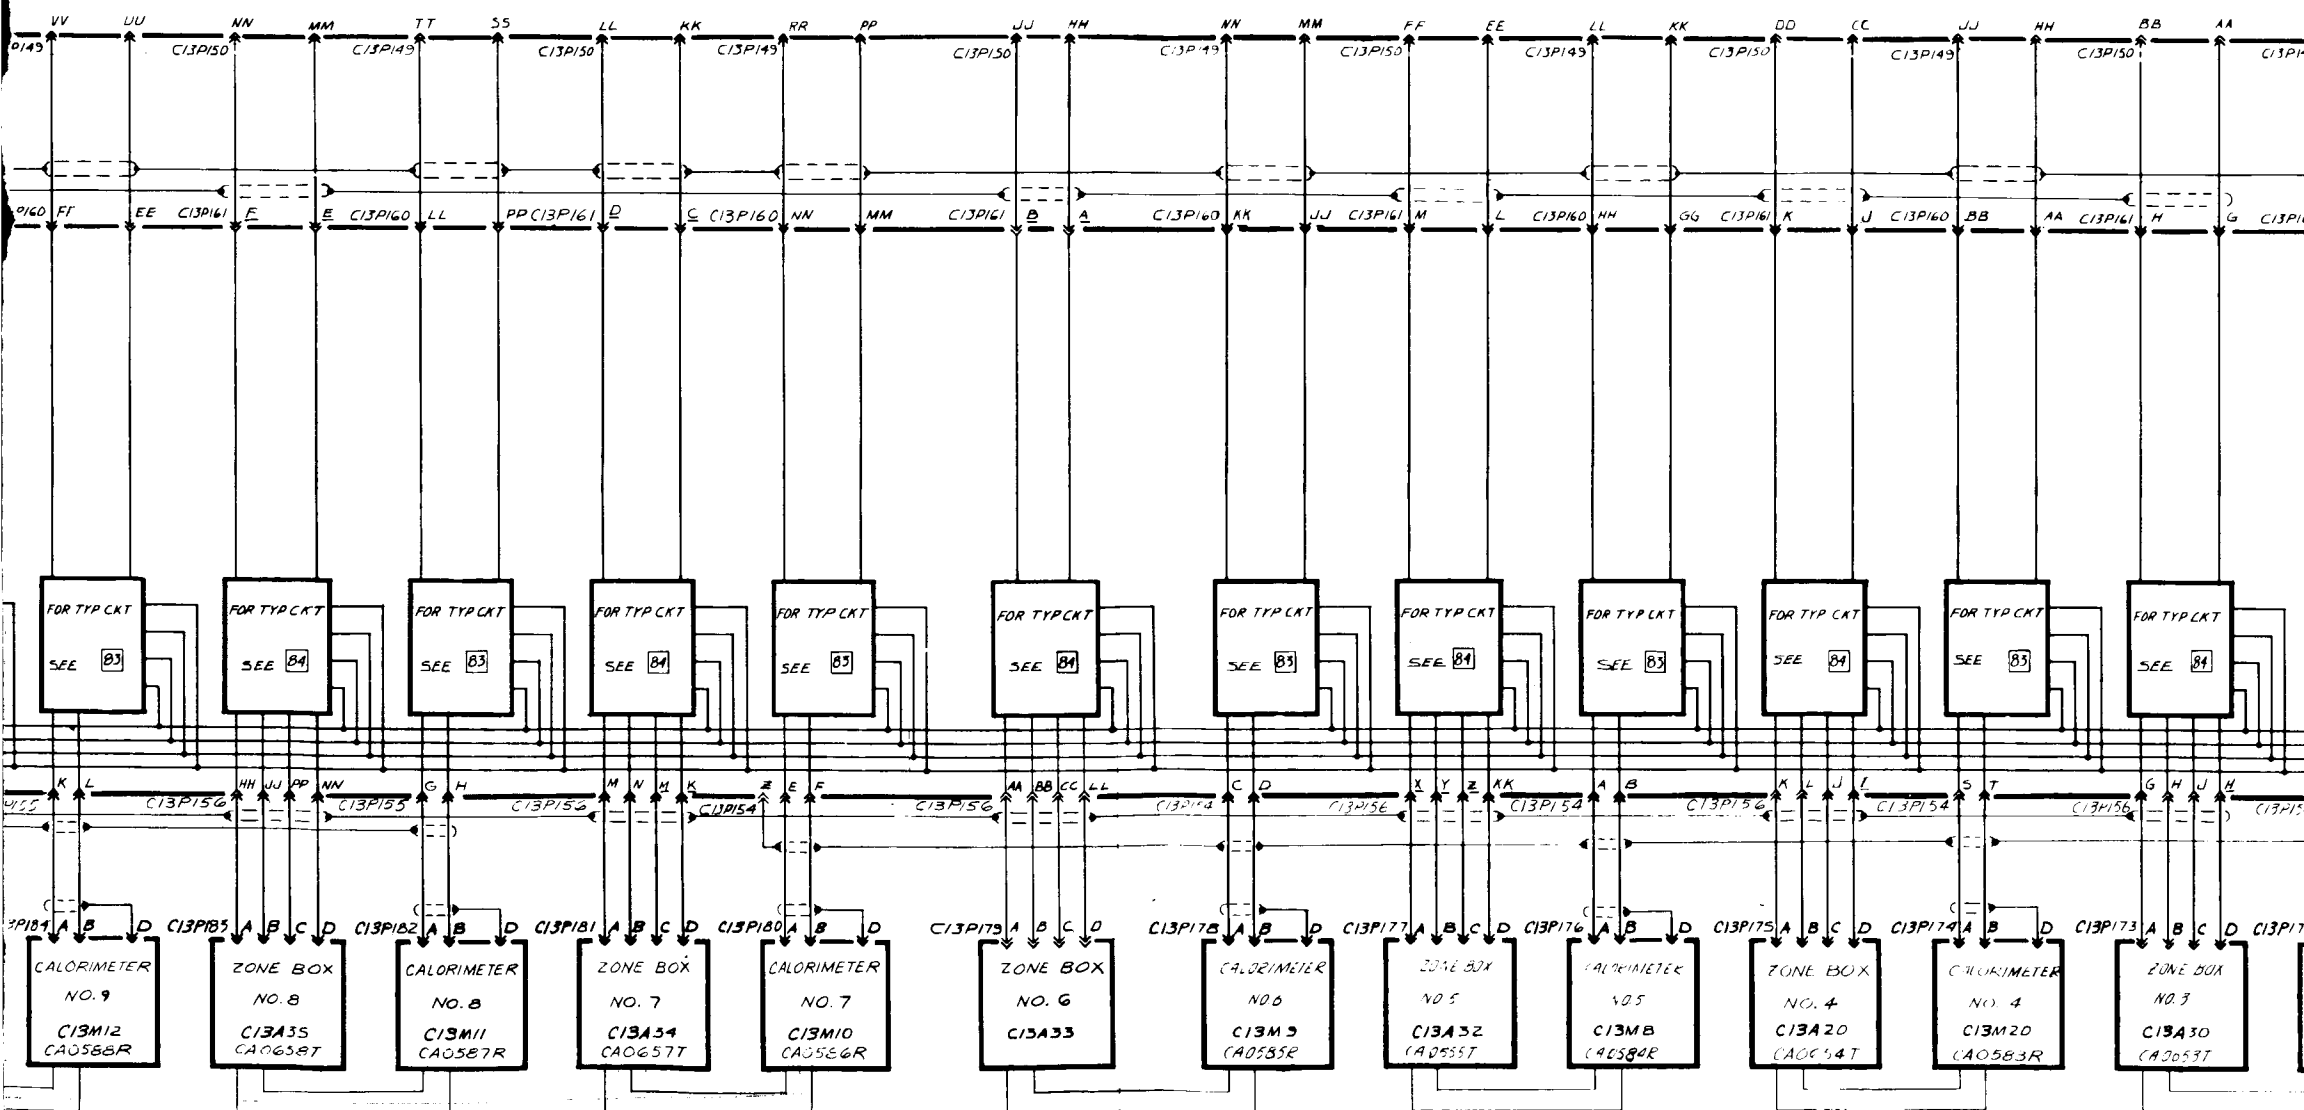 VV UU NN MM TT SS LL KK RR PP JJ HH NN MM FF EE LL KK DD CC JJ HH BB AA
P149 C13P150 C13P149 C13P150 C13P149 C13P150 C13P149 C13P150 C13P149 C13P150 C13P149 C13P150
P160 FF EE C13P161 F E C13P160 LL PP C13P161 D C C13P160 NN MM C13P161 B A C13P160 KK JJ C13P161 M L C13P160 HH GG C13P161 K J C13P160 BB AA C13P161 H G
FOR TYP CKT FOR TYP CKT FOR TYP CKT FOR TYP CKT FOR TYP CKT FOR TYP CKT FOR TYP CKT FOR TYP CKT FOR TYP CKT FOR TYP CKT FOR TYP CKT FOR TYP CKT
SEE 83 SEE 84 SEE 83 SEE 84 SEE 83 SEE 84 SEE 83 SEE 84 SEE 83 SEE 84 SEE 83 SEE 84
K L HH JJ PP NN G H M N M K Z E F AA BB CC LL C D X Y Z KK A B K L J I S T G H J H
C13P156 C13P155 C13P156 C13P154 C13P156 C13P154 C13P156 C13P154 C13P156 C13P154 C13P156
P184 A B D C13P185 A B C D C13P182 A B D C13P181 A B C D C13P180 A B D C13P179 A B C D C13P178 A B D C13P177 A B C D C13P176 A B D C13P175 A B C D C13P174 A B D C13P173 A B C D
CALORIMETER ZONE BOX CALORIMETER ZONE BOX CALORIMETER ZONE BOX CALORIMETER ZONE BOX CALORIMETER ZONE BOX CALORIMETER ZONE BOX
NO. 9 NO. 8 NO. 8 NO. 7 NO. 7 NO. 6 NO. 6 NO. 5 NO. 5 NO. 4 NO. 4 NO. 3
C13M12 C13A35 C13M11 C13A34 C13M10 C13A33 C13M9 C13A32 C13M8 C13A20 C13M20 C13A30
CA0588R CA0658T CA0587R CA0657T CA0586R CA0585R CA0584R CA0583R CA0653T